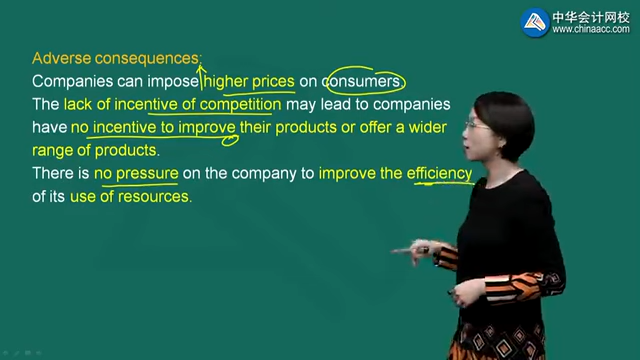 中华会计网校
www.chinaacc.com
Adverse consequences:
Companies can impose higher prices on consumers.
The lack of incentive of competition may lead to companies
have no incentive to improve their products or offer a wider
range of products.
There is no pressure on the company to improve the efficiency
of its use of resources.